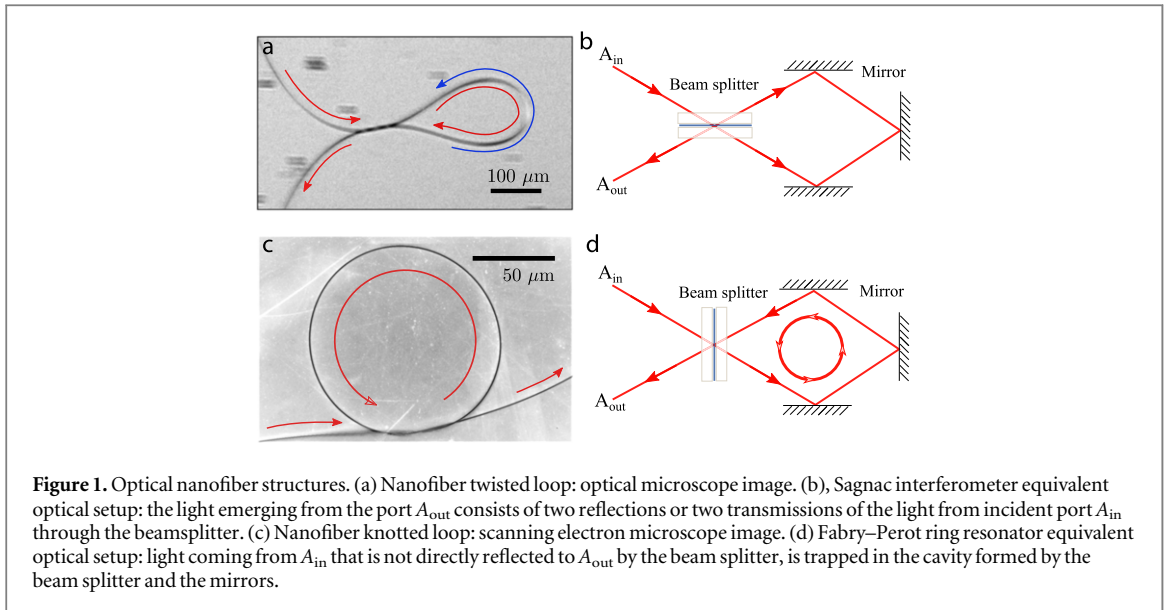 a
100 μm
b
A_in
Beam splitter
Mirror
A_out
c
50 μm
d
A_in
Beam splitter
Mirror
A_out
Figure 1. Optical nanofiber structures. (a) Nanofiber twisted loop: optical microscope image. (b), Sagnac interferometer equivalent
optical setup: the light emerging from the port A_out consists of two reflections or two transmissions of the light from incident port A_in
through the beamsplitter. (c) Nanofiber knotted loop: scanning electron microscope image. (d) Fabry–Perot ring resonator equivalent
optical setup: light coming from A_in that is not directly reflected to A_out by the beam splitter, is trapped in the cavity formed by the
beam splitter and the mirrors.